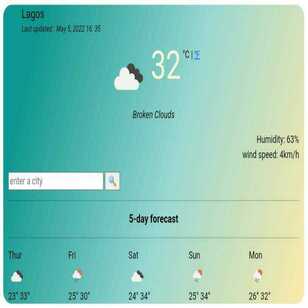 Lagos
Last updated: May 5, 2022 16: 35
32 °C | °F
Broken Clouds
Humidity: 63%
wind speed: 4km/h
enter a city
5-day forecast
Thur Fri Sat Sun Mon
23° 33° 25° 30° 24° 34° 25° 34° 26° 32°